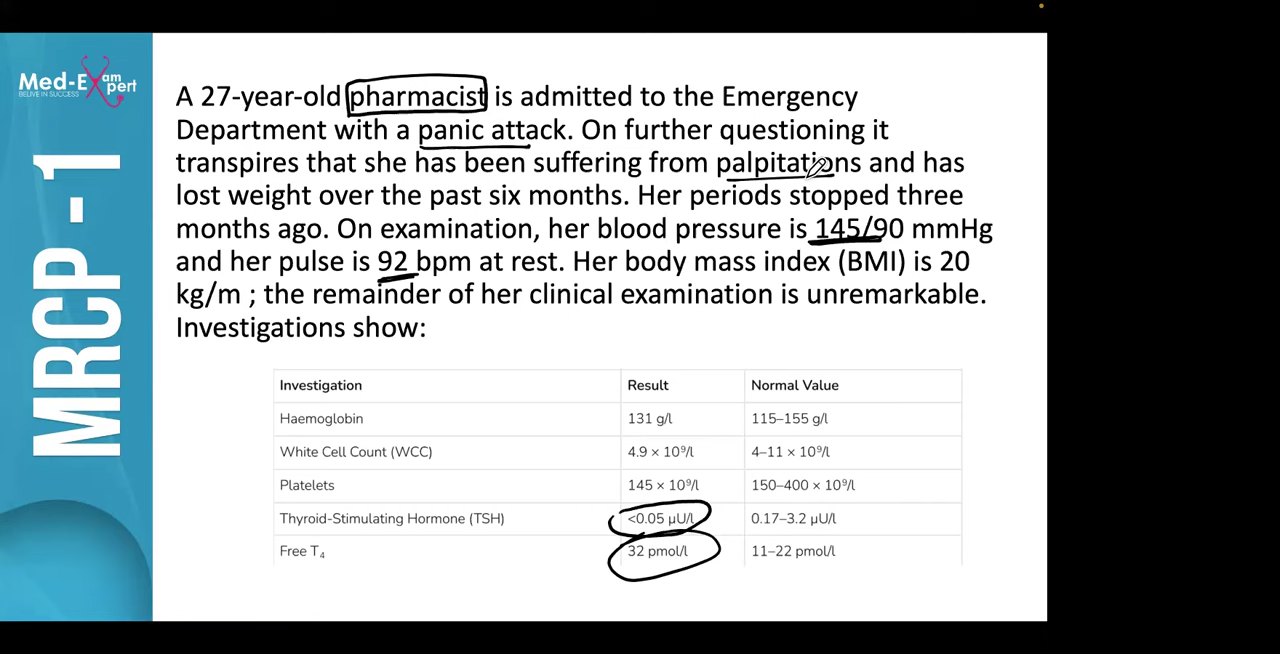 Med-Exam
pert
BELIVE IN SUCCESS
MRCP - 1
A 27-year-old pharmacist is admitted to the Emergency
Department with a panic attack. On further questioning it
transpires that she has been suffering from palpitations and has
lost weight over the past six months. Her periods stopped three
months ago. On examination, her blood pressure is 145/90 mmHg
and her pulse is 92 bpm at rest. Her body mass index (BMI) is 20
kg/m ; the remainder of her clinical examination is unremarkable.
Investigations show:
Investigation Result Normal Value
Haemoglobin 131 g/l 115–155 g/l
White Cell Count (WCC) 4.9 × 10⁹/l 4–11 × 10⁹/l
Platelets 145 × 10⁹/l 150–400 × 10⁹/l
Thyroid-Stimulating Hormone (TSH) <0.05 µU/l 0.17–3.2 µU/l
Free T₄ 32 pmol/l 11–22 pmol/l